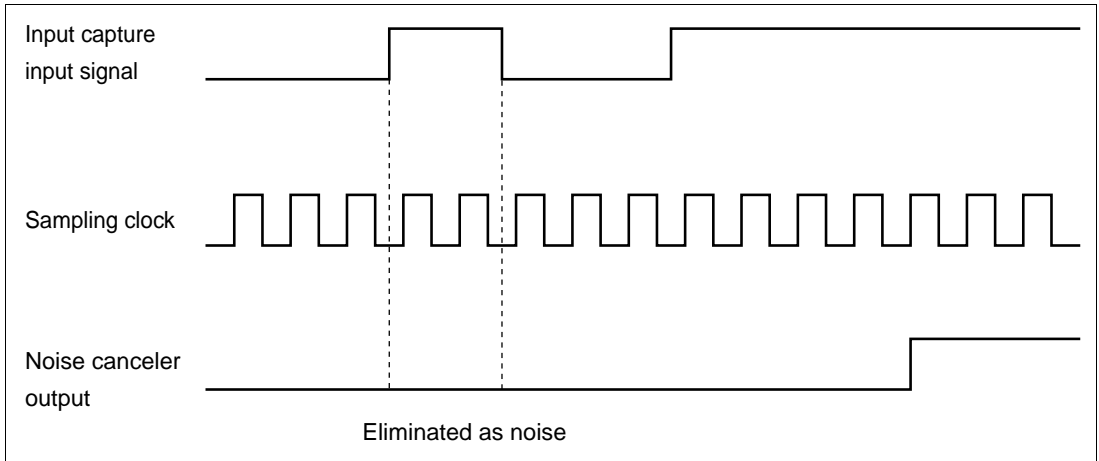 Input capture
input signal
Sampling clock
Noise canceler
output
Eliminated as noise